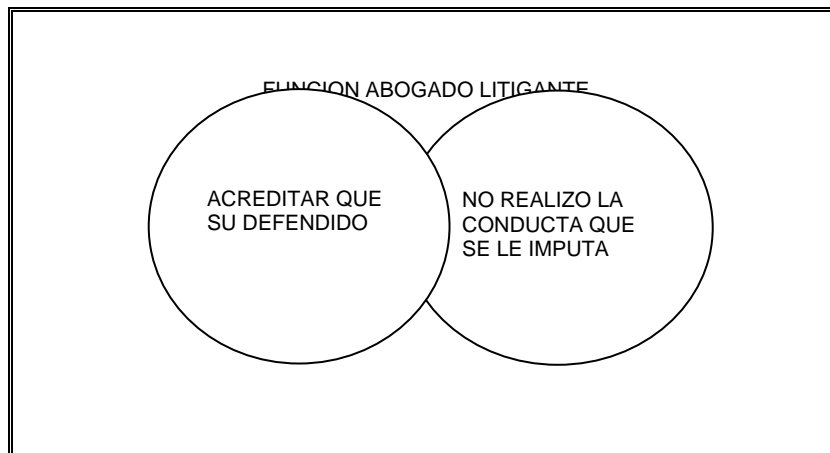 FUNCION ABOGADO LITIGANTE
ACREDITAR QUE
SU DEFENDIDO
NO REALIZO LA
CONDUCTA QUE
SE LE IMPUTA